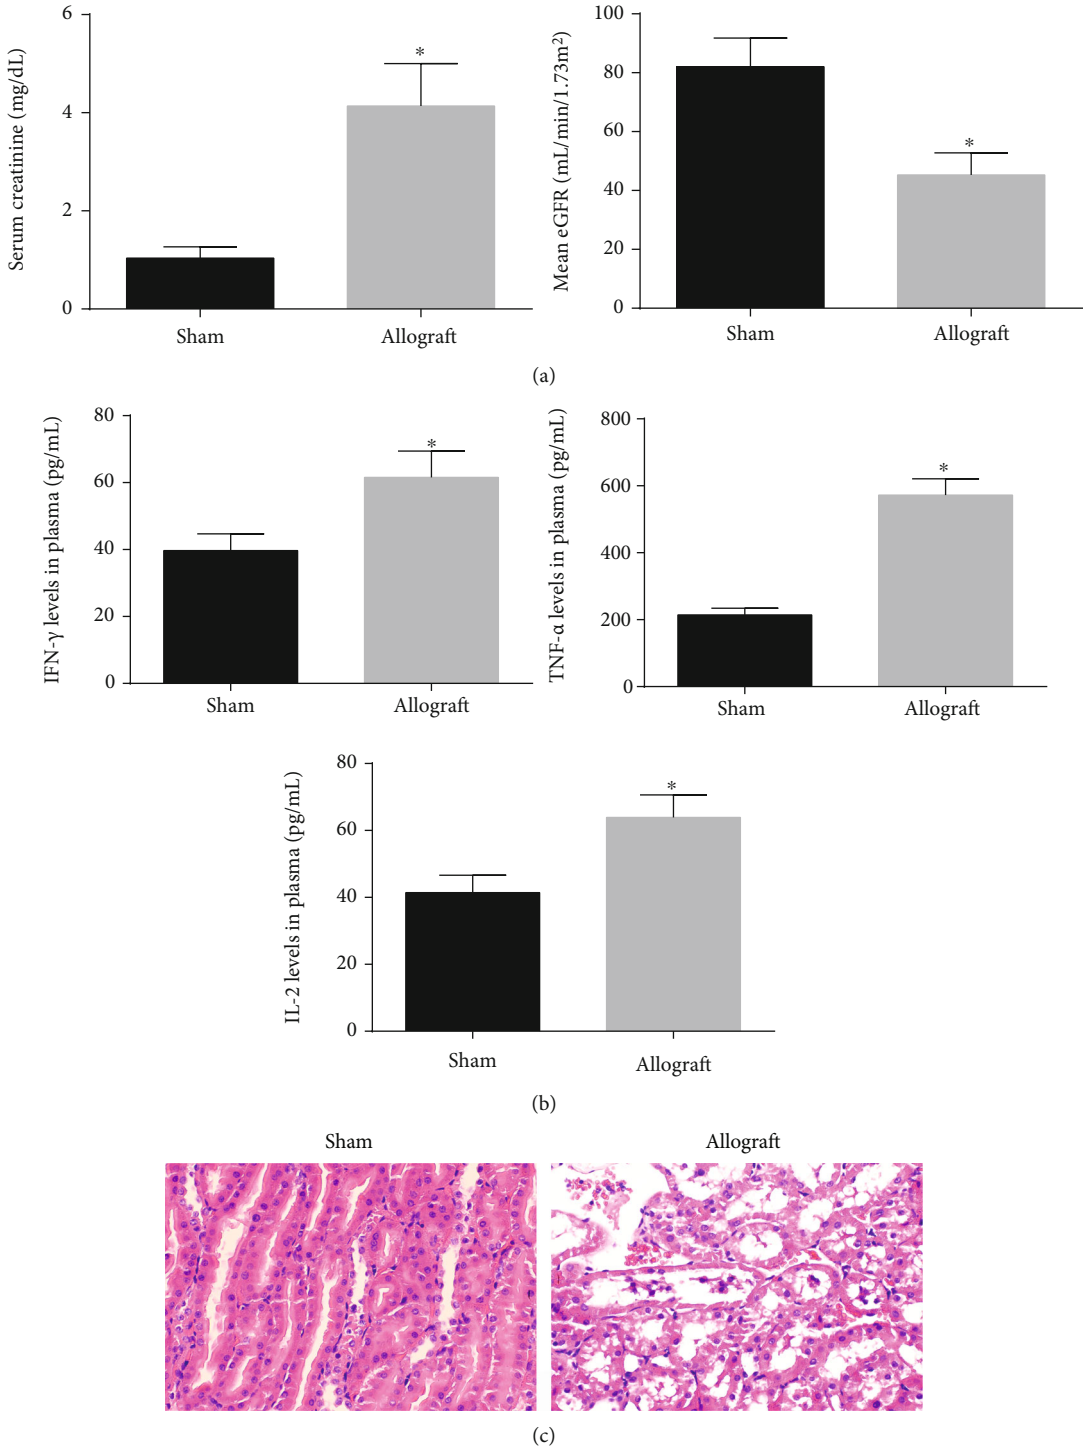 Serum creatinine (mg/dL)
6
4
2
0
*
Sham
Allograft
Mean eGFR (mL/min/1.73m²)
100
80
60
40
20
0
*
Sham
Allograft
(a)
IFN-γ levels in plasma (pg/mL)
80
60
40
20
0
*
Sham
Allograft
TNF-α levels in plasma (pg/mL)
800
600
400
200
0
*
Sham
Allograft
IL-2 levels in plasma (pg/mL)
80
60
40
20
0
*
Sham
Allograft
(b)
Sham
Allograft
(c)